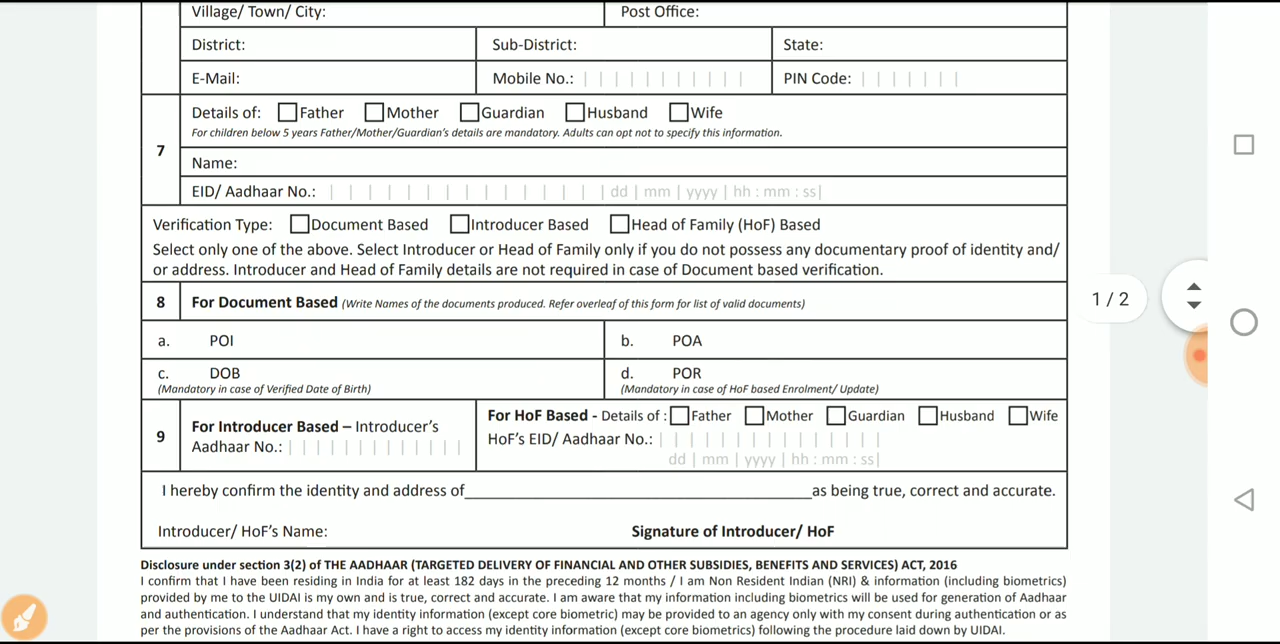 Village/ Town/ City: Post Office:
District: Sub-District: State:
E-Mail: Mobile No.: | | | | | | | | | | | PIN Code: | | | | | | |
7 Details of: Father Mother Guardian Husband Wife
For children below 5 years Father/Mother/Guardian's details are mandatory. Adults can opt not to specify this information.
Name:
EID/ Aadhaar No.: | | | | | | | | | | | | | | | dd | mm | yyyy | hh : mm : ss|
Verification Type: Document Based Introducer Based Head of Family (HoF) Based
Select only one of the above. Select Introducer or Head of Family only if you do not possess any documentary proof of identity and/
or address. Introducer and Head of Family details are not required in case of Document based verification.
8 For Document Based (Write Names of the documents produced. Refer overleaf of this form for list of valid documents)
a. POI b. POA
c. DOB d. POR
(Mandatory in case of Verified Date of Birth) (Mandatory in case of HoF based Enrolment/ Update)
9 For Introducer Based – Introducer's
Aadhaar No.: | | | | | | | | | | | |
For HoF Based - Details of : Father Mother Guardian Husband Wife
HoF's EID/ Aadhaar No.: | | | | | | | | | | | | | |
dd | mm | yyyy | hh : mm : ss|
I hereby confirm the identity and address of_______________________________________as being true, correct and accurate.
Introducer/ HoF's Name: Signature of Introducer/ HoF
Disclosure under section 3(2) of THE AADHAAR (TARGETED DELIVERY OF FINANCIAL AND OTHER SUBSIDIES, BENEFITS AND SERVICES) ACT, 2016
I confirm that I have been residing in India for at least 182 days in the preceding 12 months / I am Non Resident Indian (NRI) & information (including biometrics)
provided by me to the UIDAI is my own and is true, correct and accurate. I am aware that my information including biometrics will be used for generation of Aadhaar
and authentication. I understand that my identity information (except core biometric) may be provided to an agency only with my consent during authentication or as
per the provisions of the Aadhaar Act. I have a right to access my identity information (except core biometrics) following the procedure laid down by UIDAI.
1 / 2